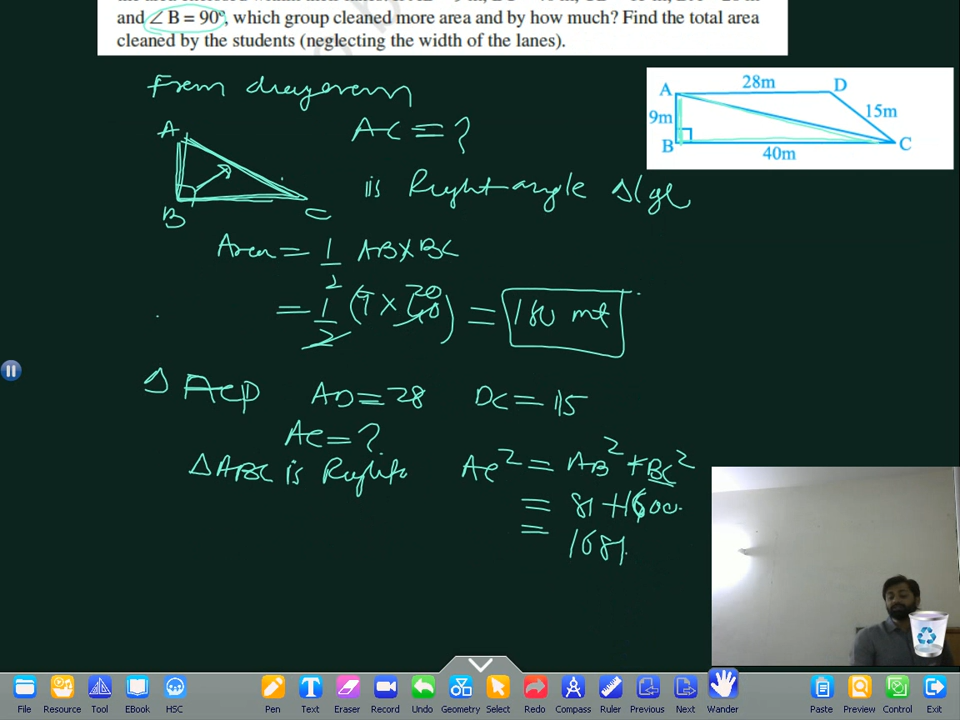 and ∠B = 90º, which group cleaned more area and by how much? Find the total area
cleaned by the students (neglecting the width of the lanes).
From diagram
A
B
C
AC = ?
is Right angle
Area = 1/2 AB × BC
= 1/2 (9 × 40) 20 = 180 mt
A 28m D
9m 15m
B 40m C
Δ ACD AD = 28 DC = 15
AC = ?
ΔABC is AC² = AB² + BC²
= 81 + 1600
= 1681
File Resource Tool EBook HSC Pen Text Eraser Record Undo Geometry Select Redo Compass Ruler Previous Next Wander Paste Preview Control Exit